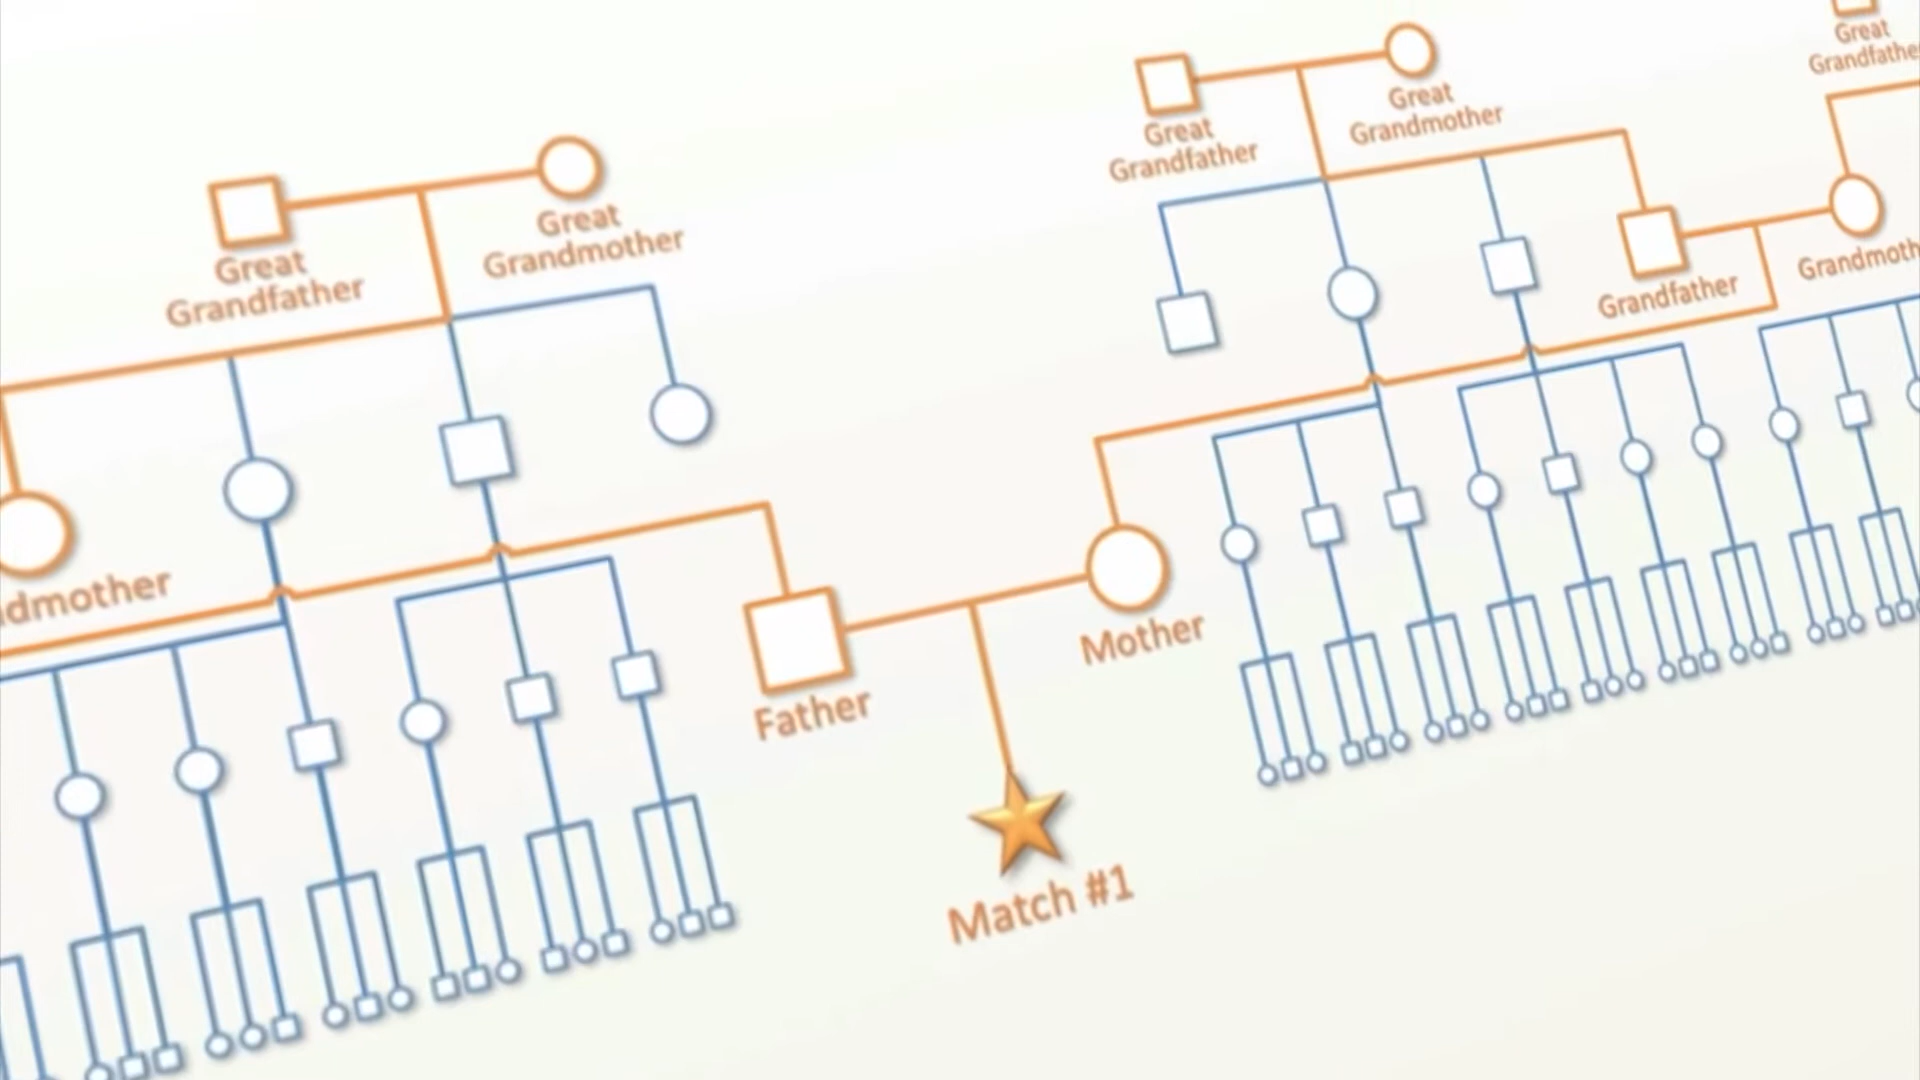 Great
Grandfather
Great
Grandmother
Great
Grandfather
Great
Grandmother
Great
Grandfathe
Grandfather
Grandmoth
dmother
Father
Mother
Match #1